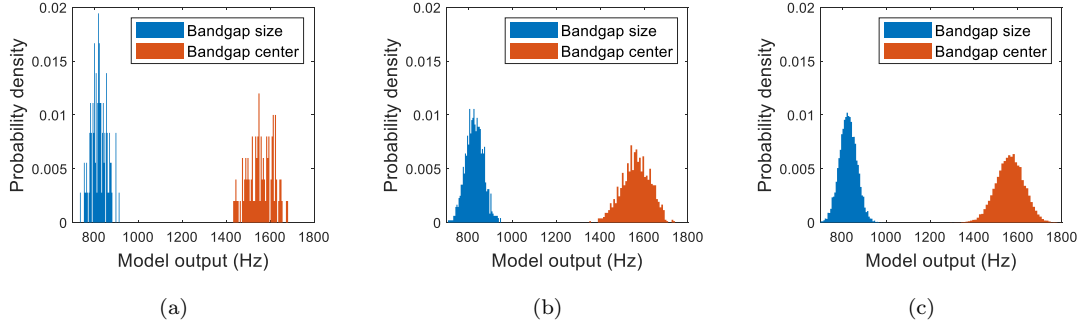 0.02
0.015
0.01
0.005
0
Probability density
Bandgap size
Bandgap center
800 1000 1200 1400 1600 1800
Model output (Hz)
(a)
0.02
0.015
0.01
0.005
0
Probability density
Bandgap size
Bandgap center
800 1000 1200 1400 1600 1800
Model output (Hz)
(b)
0.02
0.015
0.01
0.005
0
Probability density
Bandgap size
Bandgap center
800 1000 1200 1400 1600 1800
Model output (Hz)
(c)